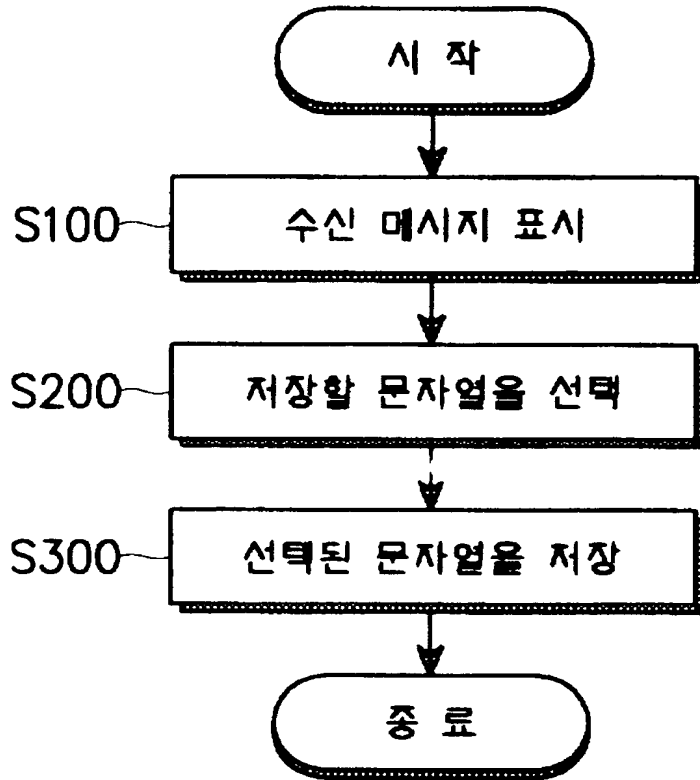 시 작
S100 수신 메시지 표시
S200 저장할 문자열을 선택
S300 선택된 문자열을 저장
종 료